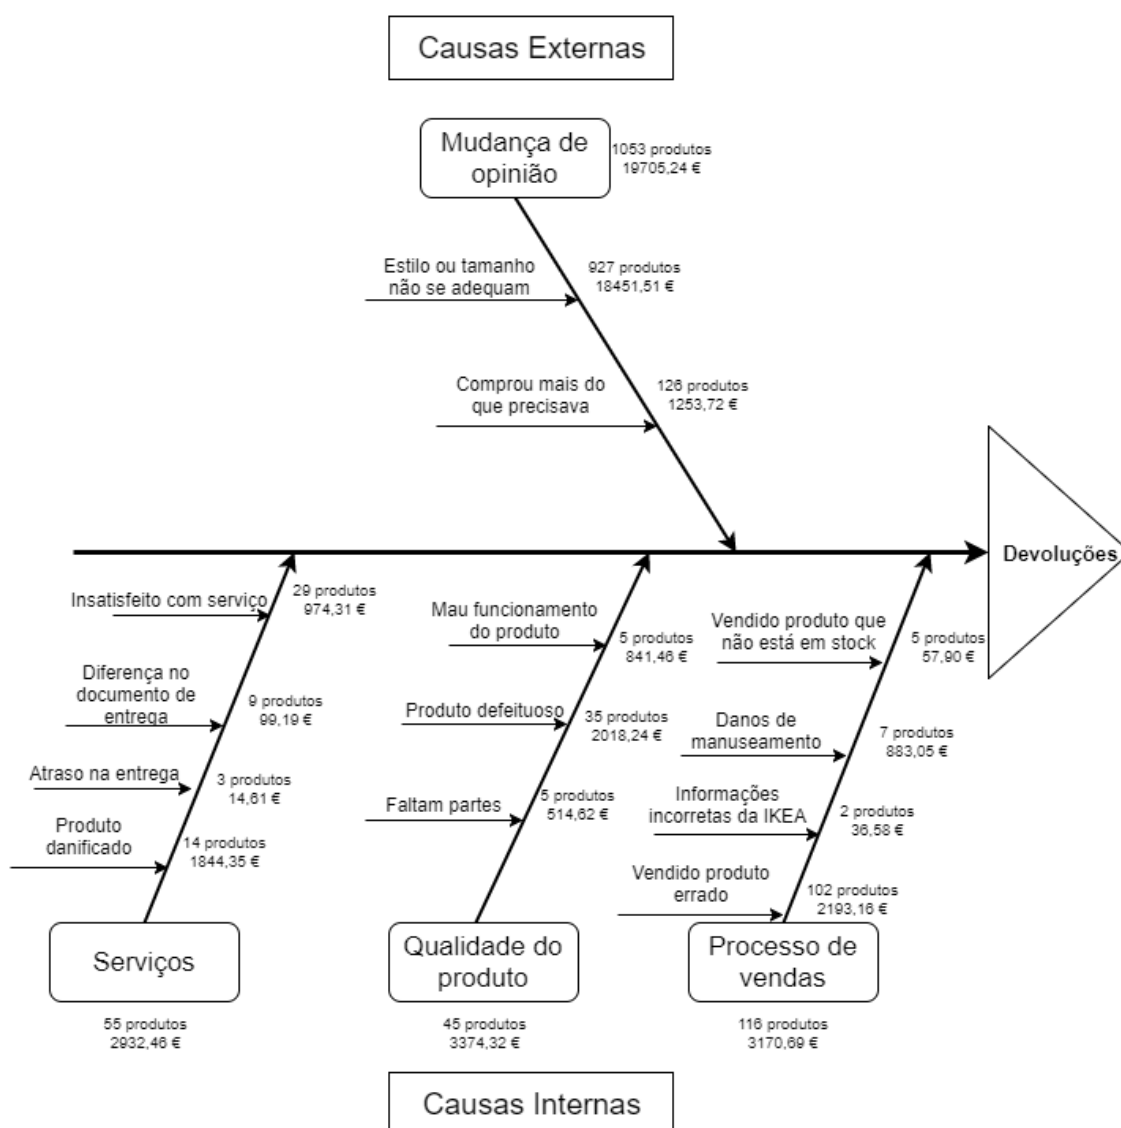 Causas Externas
Mudança de
opinião
1053 produtos
19705,24 €
Estilo ou tamanho
não se adequam
927 produtos
18451,51 €
Comprou mais do
que precisava
126 produtos
1253,72 €
Devoluções
Insatisfeito com serviço
29 produtos
974,31 €
Diferença no
documento de
entrega
9 produtos
99,19 €
Atraso na entrega
3 produtos
14,61 €
Produto
danificado
14 produtos
1844,35 €
Serviços
55 produtos
2932,46 €
Mau funcionamento
do produto
5 produtos
841,46 €
Produto defeituoso
35 produtos
2018,24 €
Faltam partes
5 produtos
514,62 €
Qualidade do
produto
45 produtos
3374,32 €
Vendido produto que
não está em stock
5 produtos
57,90 €
Danos de
manuseamento
7 produtos
883,05 €
Informações
incorretas da IKEA
2 produtos
36,58 €
Vendido produto
errado
102 produtos
2193,16 €
Processo de
vendas
116 produtos
3170,69 €
Causas Internas